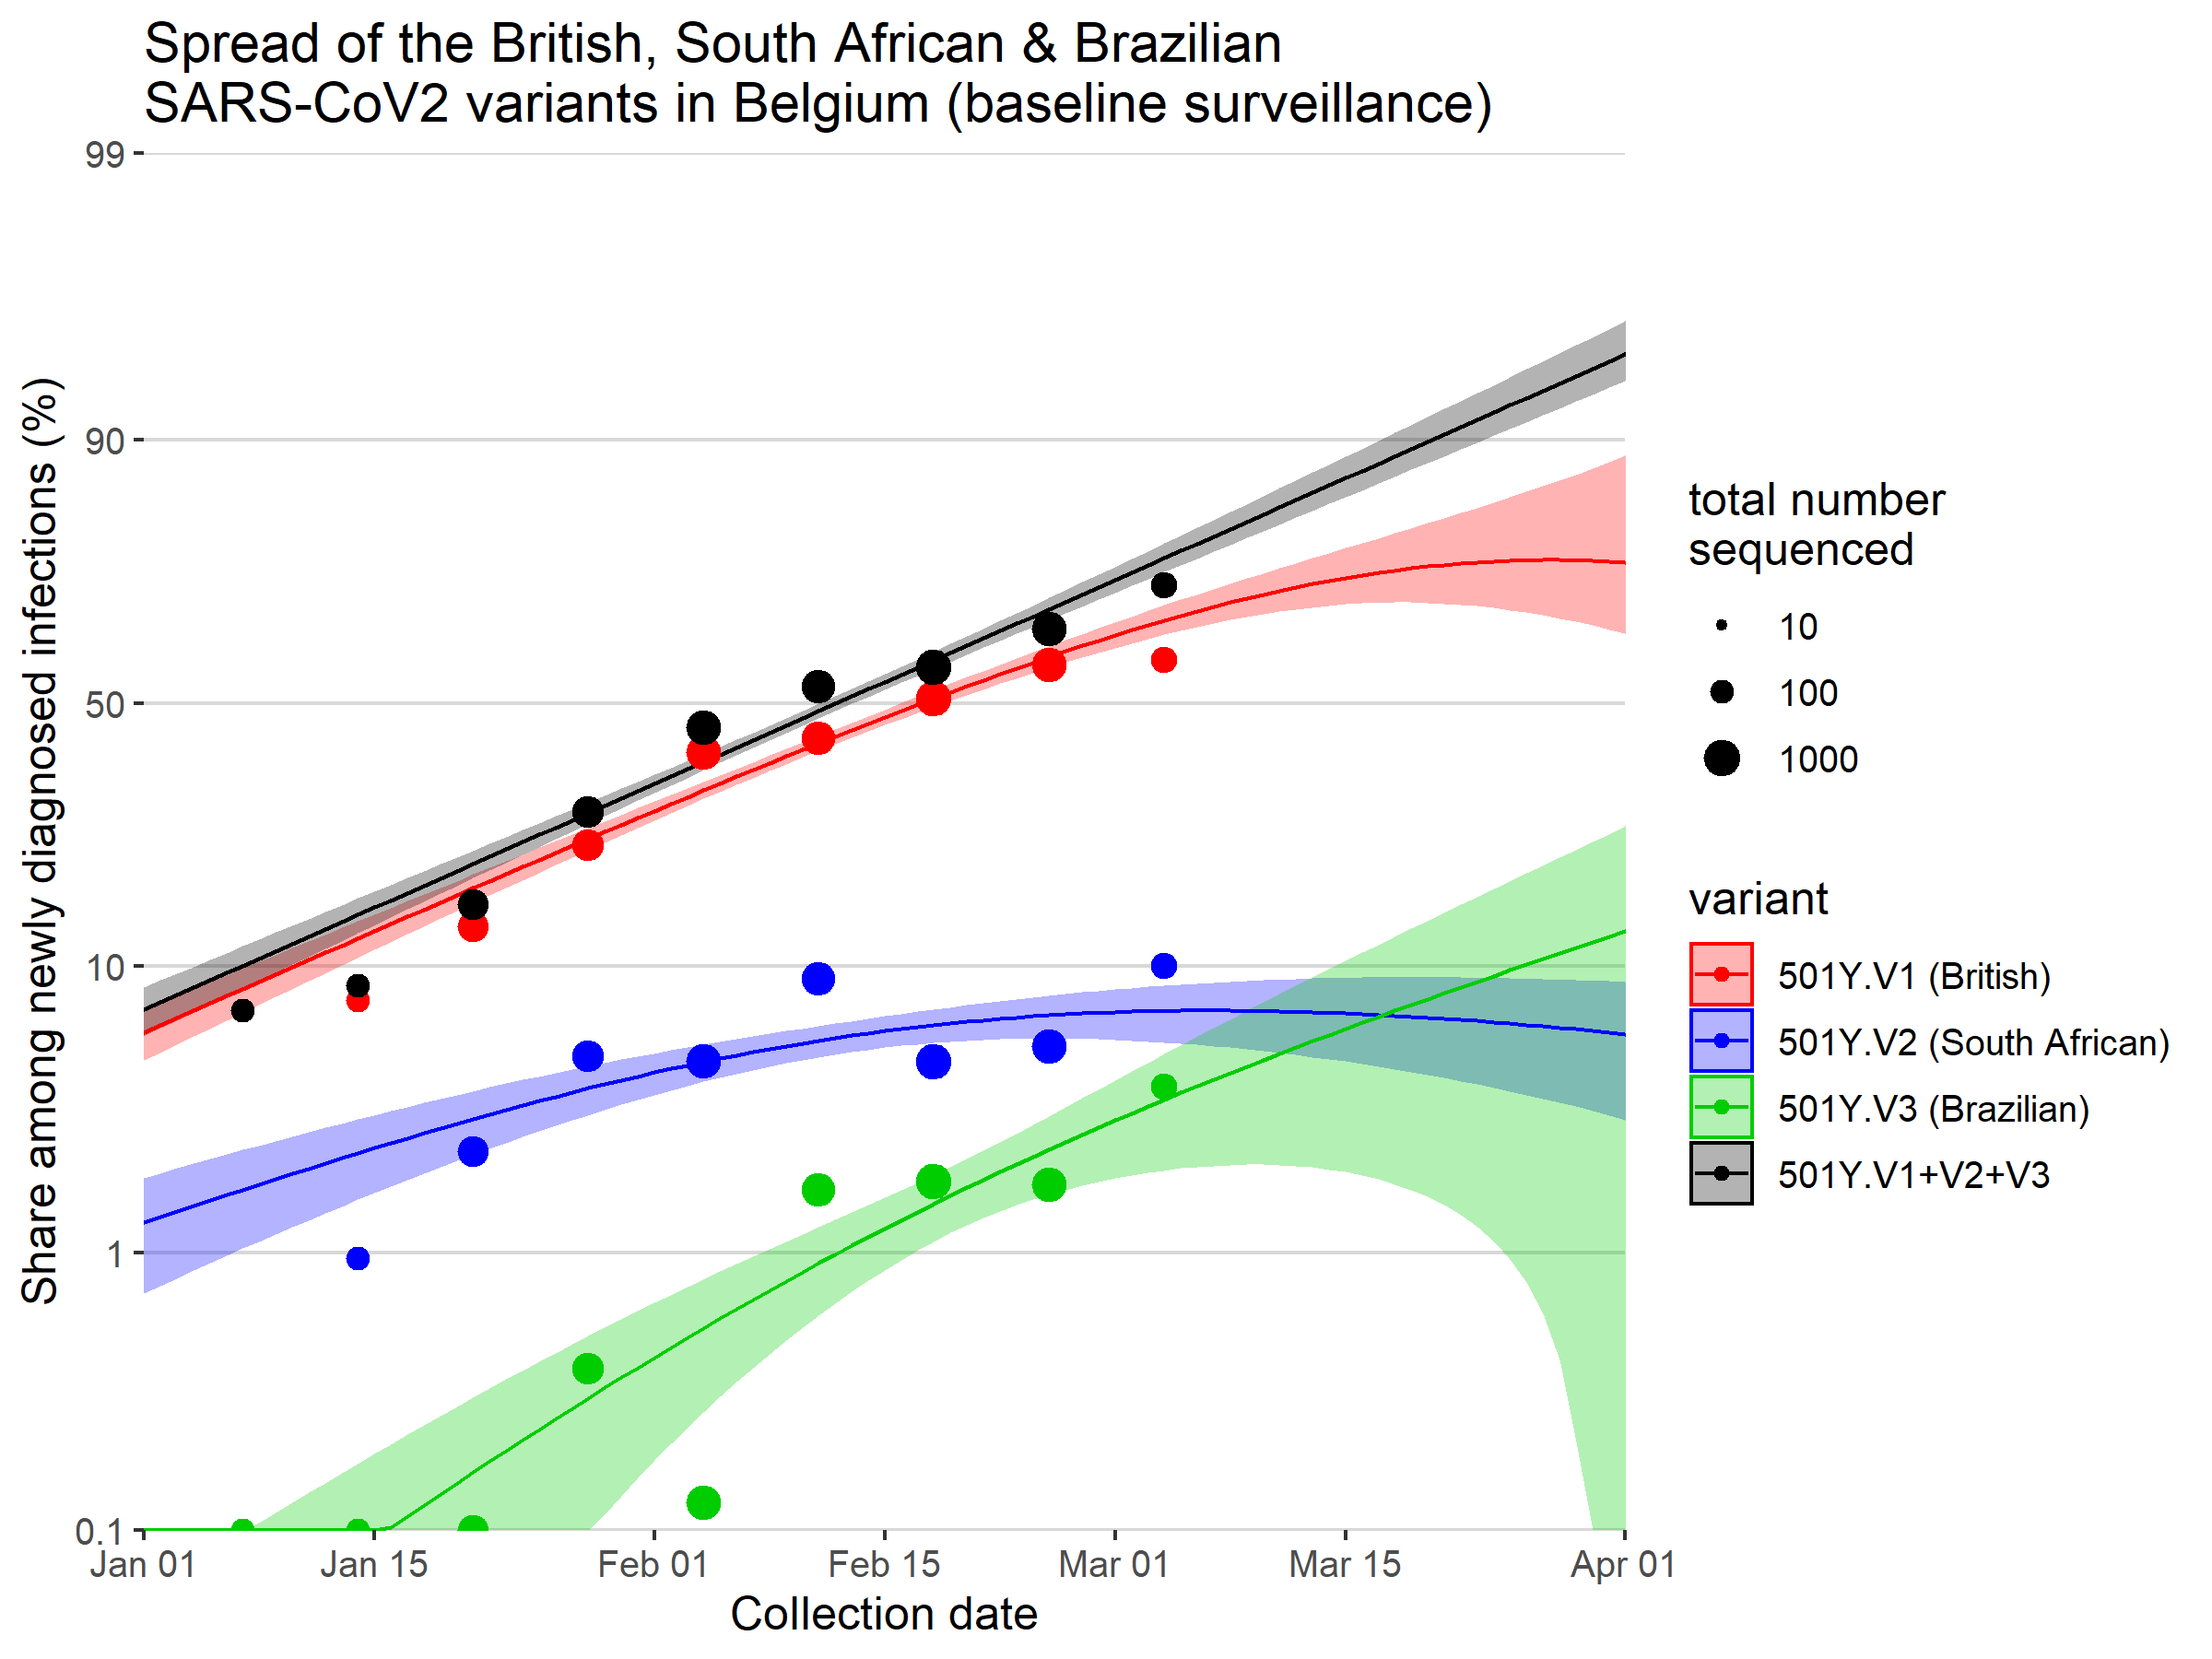 Spread of the British, South African & Brazilian
SARS-CoV2 variants in Belgium (baseline surveillance)
Share among newly diagnosed infections (%)
99
90
50
10
1
0.1
Jan 01
Jan 15
Feb 01
Feb 15
Mar 01
Mar 15
Apr 01
Collection date
total number
sequenced
10
100
1000
variant
501Y.V1 (British)
501Y.V2 (South African)
501Y.V3 (Brazilian)
501Y.V1+V2+V3